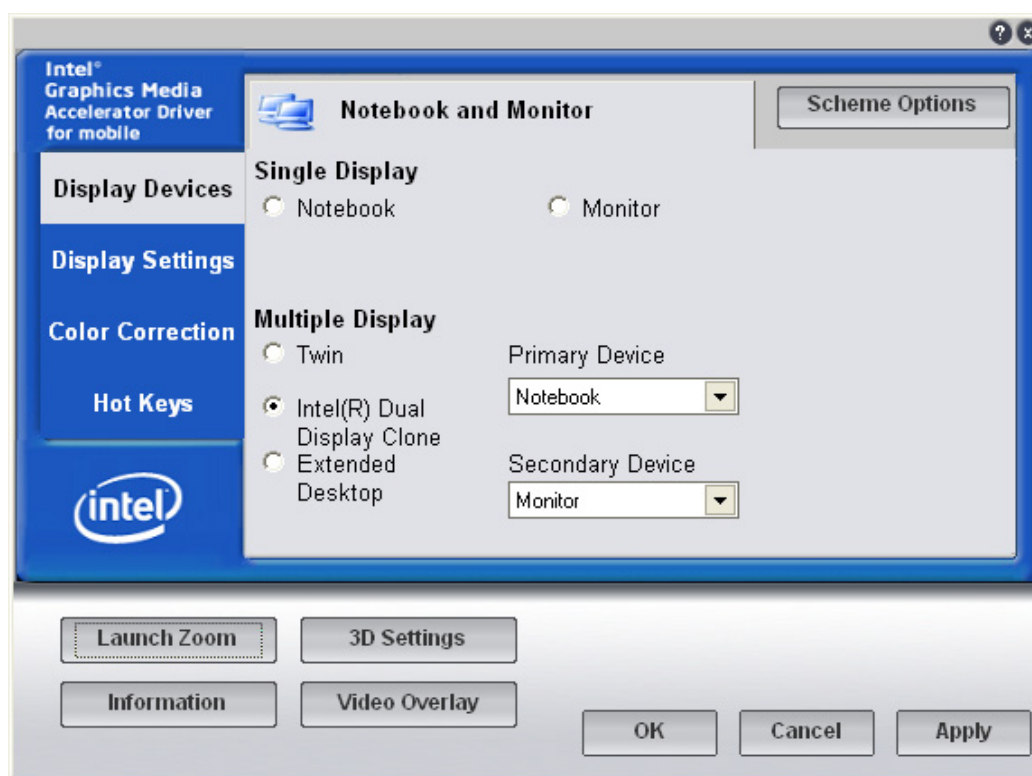 Intel®
Graphics Media
Accelerator Driver
for mobile
Notebook and Monitor
Scheme Options
Display Devices
Display Settings
Color Correction
Hot Keys
intel
Single Display
Notebook
Monitor
Multiple Display
Twin
Intel(R) Dual
Display Clone
Extended
Desktop
Primary Device
Notebook
Secondary Device
Monitor
Launch Zoom
3D Settings
Information
Video Overlay
OK
Cancel
Apply